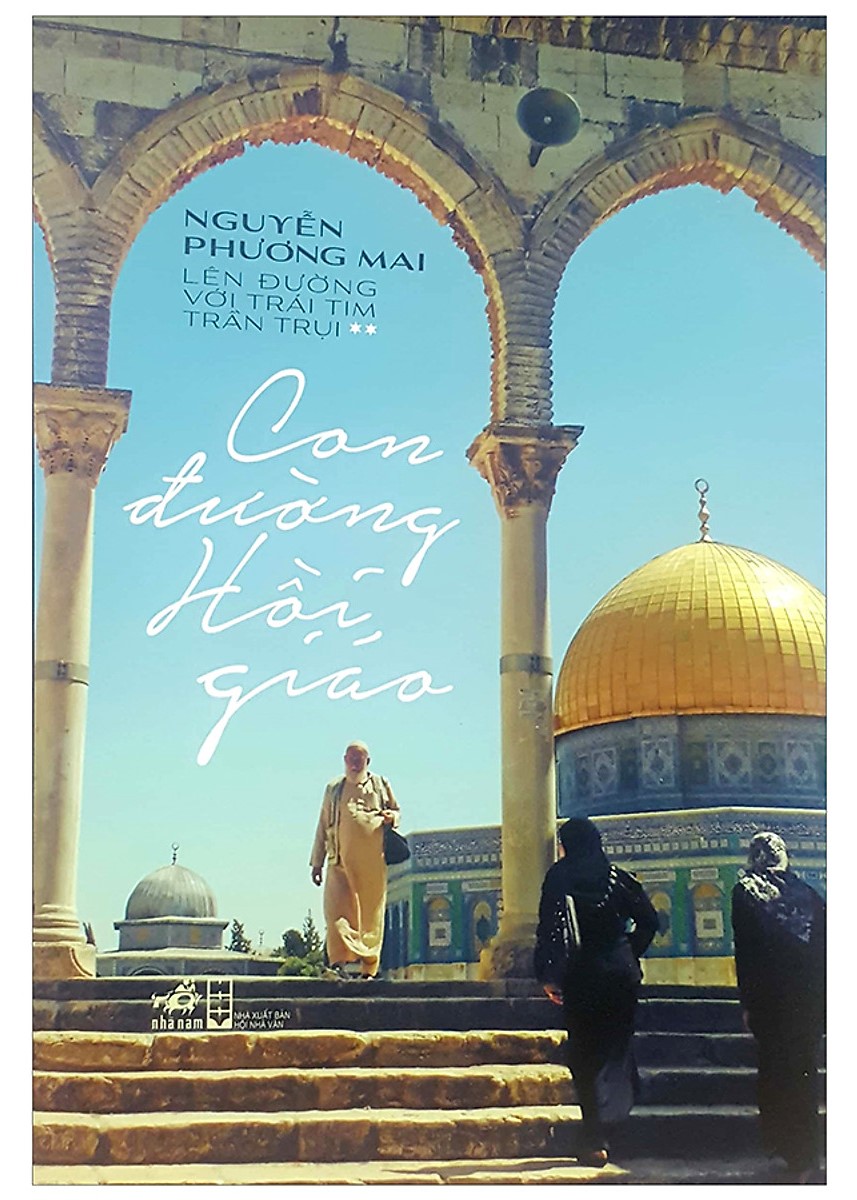 NGUYỄN
PHƯƠNG MAI
LÊN ĐƯỜNG
VỚI TRÁI TIM
TRẦN TRỤI **
Con
đường
Hồi
giáo
nhã nam
NHÀ XUẤT BẢN
HỘI NHÀ VĂN